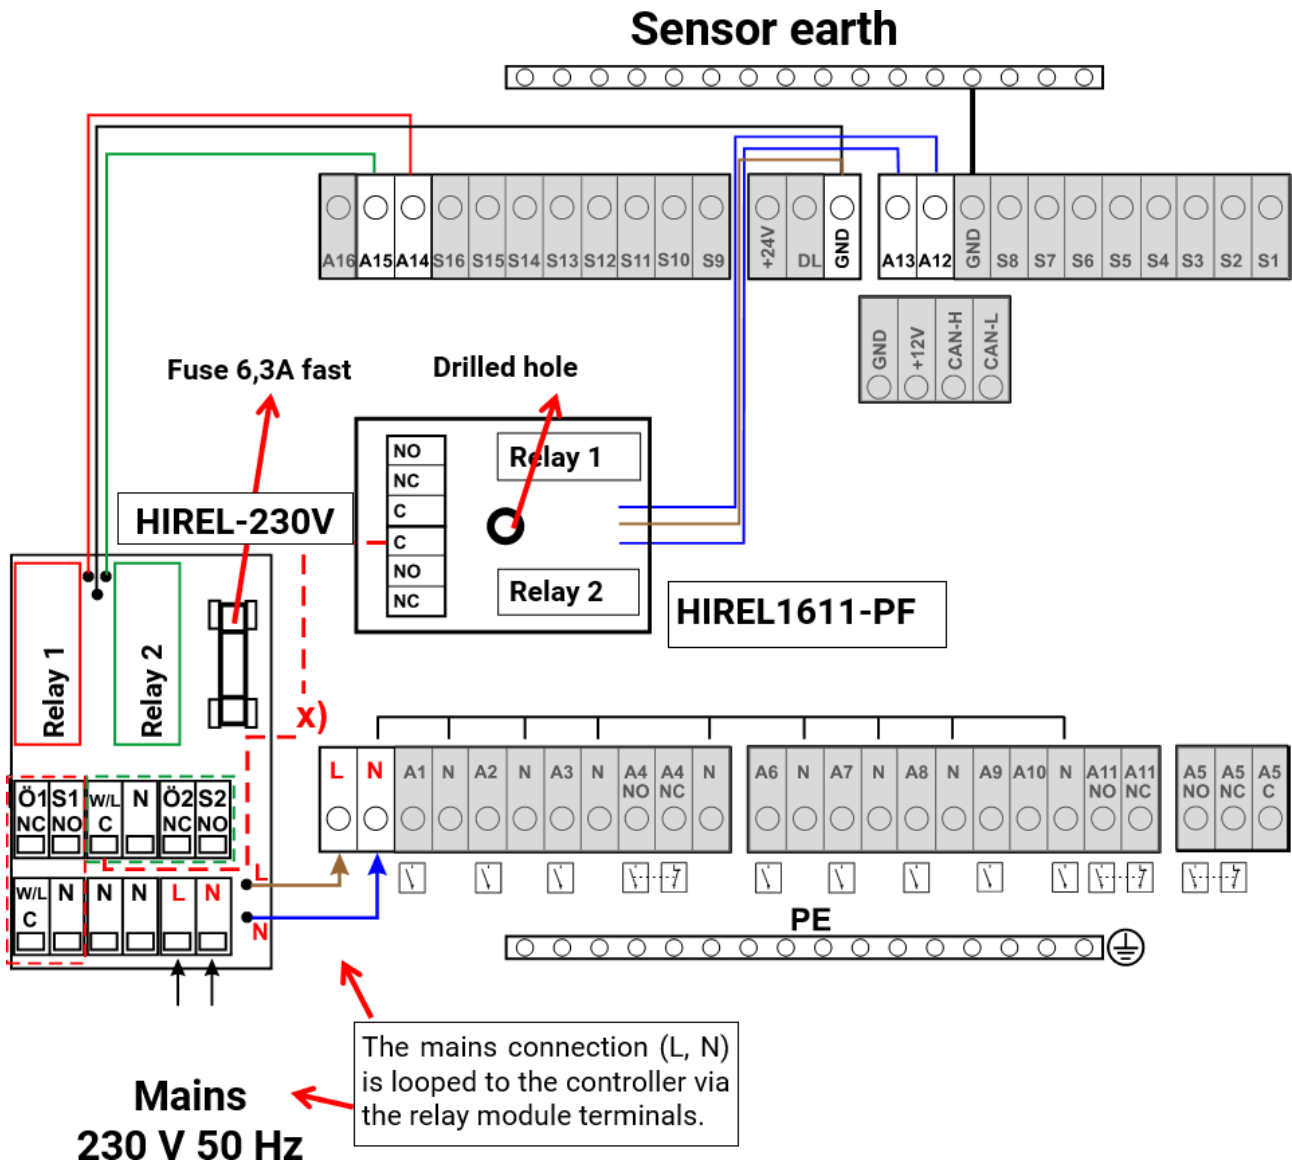 Sensor earth
A16 A15 A14 S16 S15 S14 S13 S12 S11 S10 S9
+24V DL GND
A13 A12 GND S8 S7 S6 S5 S4 S3 S2 S1
GND +12V CAN-H CAN-L
Fuse 6,3A fast
Drilled hole
NO
NC
C
C
NO
NC
Relay 1
Relay 2
HIREL-230V
HIREL1611-PF
Relay 1
Relay 2
x)
L N A1 N A2 N A3 N A4 A4 N
NO NC
A6 N A7 N A8 N A9 A10 N A11 A11
NO NC
A5 A5 A5
NO NC C
Ö1 S1 W/L N Ö2 S2
NC NO C NC NO
L
W/L N N N L N
C
N
PE
The mains connection (L, N)
is looped to the controller via
the relay module terminals.
Mains
230 V 50 Hz